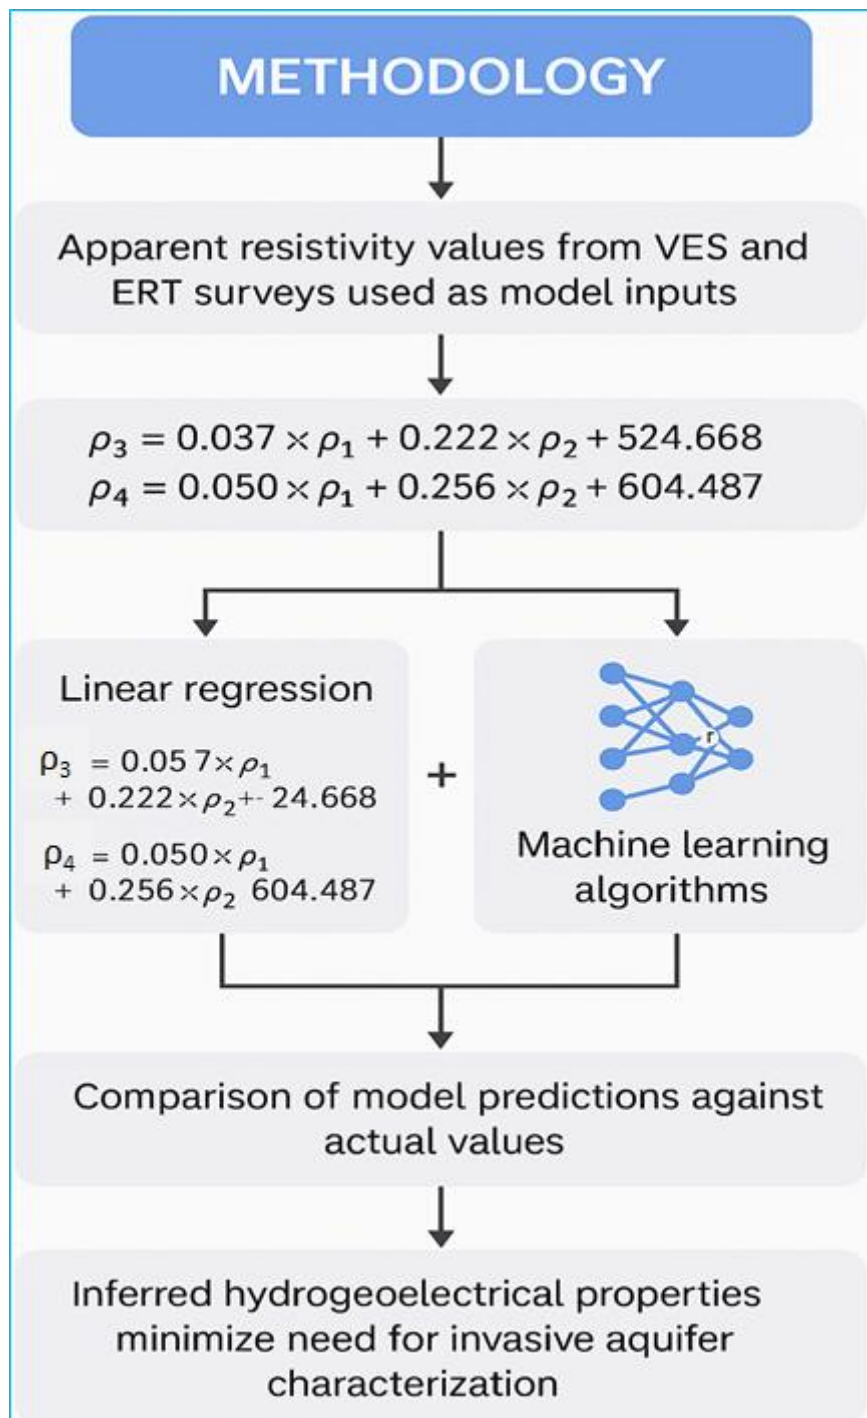 METHODOLOGY
Apparent resistivity values from VES and
ERT surveys used as model inputs
ρ₃ = 0.037 × ρ₁ + 0.222 × ρ₂ + 524.668
ρ₄ = 0.050 × ρ₁ + 0.256 × ρ₂ + 604.487
Linear regression
ρ₃ = 0.05 7 × ρ₁
+ 0.222 × ρ₂ +- 24.668
ρ₄ = 0.050 × ρ₁
+ 0.256 × ρ₂ 604.487
+
r
Machine learning
algorithms
Comparison of model predictions against
actual values
Inferred hydrogeoelectrical properties
minimize need for invasive aquifer
characterization